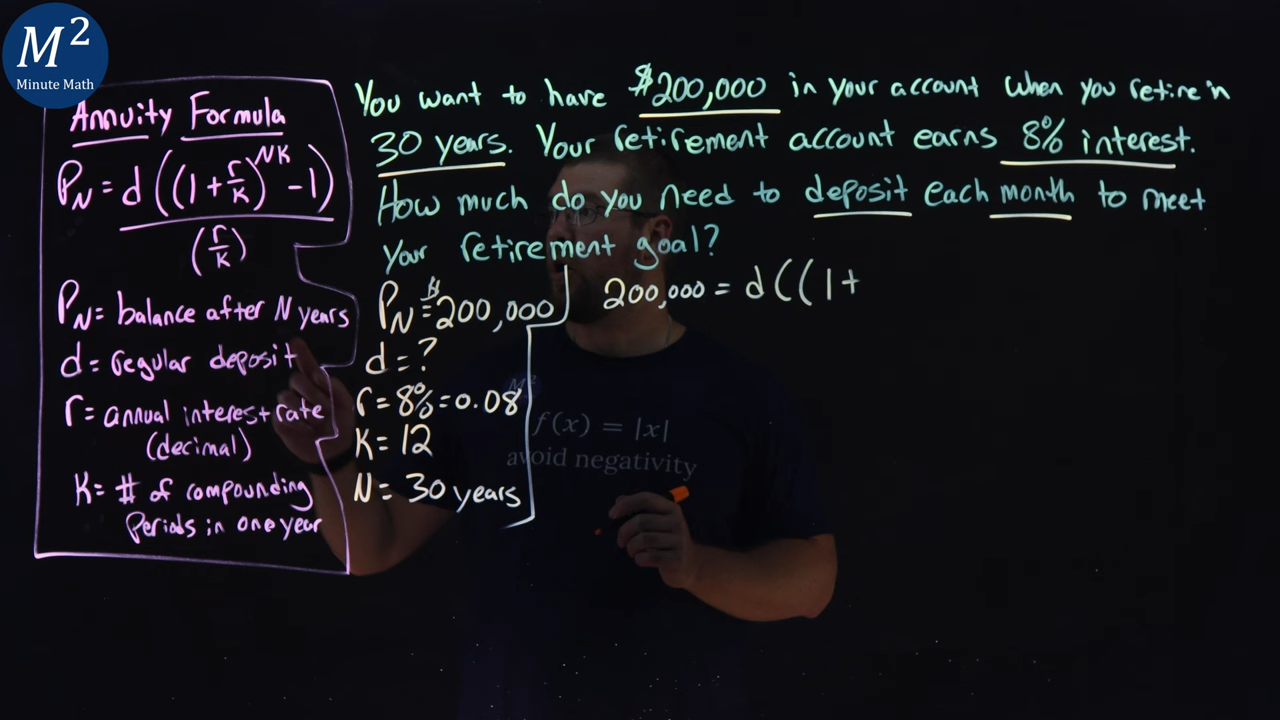 M²
Minute Math
Annuity Formula
P_N = d((1 + r/k)^NK - 1)
(r/k)
P_N = balance after N years
d = regular deposit
r = annual interest rate
(decimal)
K = # of compounding
Periods in one year
You want to have $200,000 in your account when you retire in
30 years. Your retirement account earns 8% interest.
How much do you need to deposit each month to meet
your retirement goal?
P_N = $200,000
d = ?
r = 8% = 0.08
K = 12
N = 30 years
200,000 = d((1+
M²
f(x) = |x|
avoid negativity